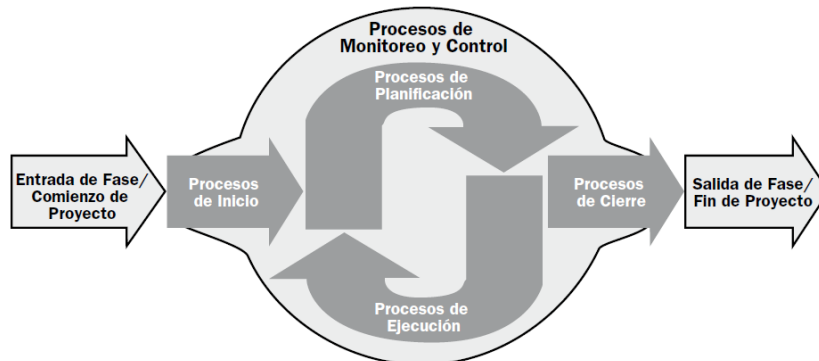 Procesos de
Monitoreo y Control
Procesos de
Planificación
Entrada de Fase/
Comienzo de
Proyecto
Procesos
de Inicio
Procesos
de Cierre
Salida de Fase/
Fin de Proyecto
Procesos de
Ejecución